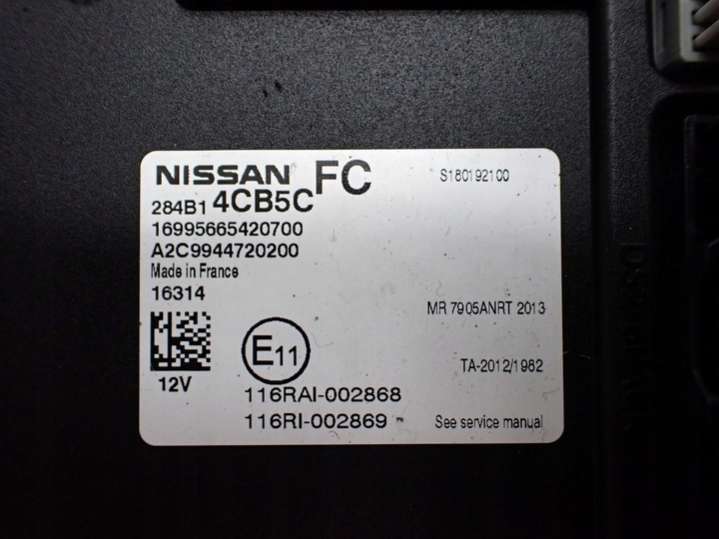 NISSAN FC
S180192100
284B1 4CB5C
16995665420700
A2C9944720200
Made in France
16314
MR 7905ANRT 2013
E11
TA-2012/1982
12V
116RAI-002868
116RI-002869
See service manual